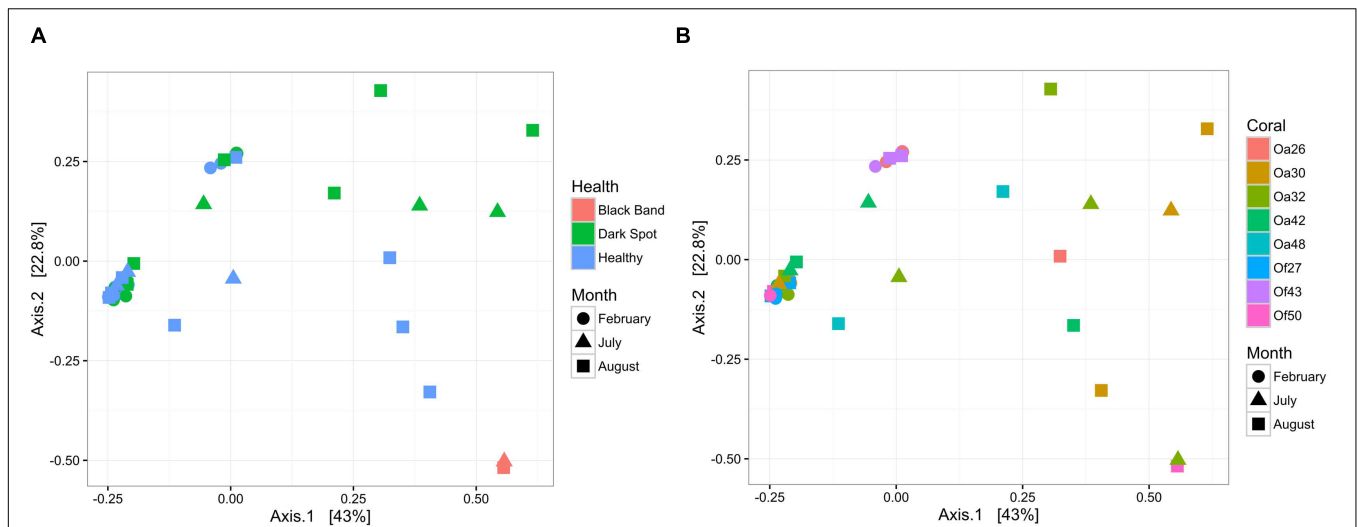 A
0.25
0.00
-0.25
-0.50
Axis.2 [22.8%]
-0.25
0.00
0.25
0.50
Axis.1 [43%]
Health
Black Band
Dark Spot
Healthy
Month
February
July
August
B
0.25
0.00
-0.25
-0.50
Axis.2 [22.8%]
-0.25
0.00
0.25
0.50
Axis.1 [43%]
Coral
Oa26
Oa30
Oa32
Oa42
Oa48
Of27
Of43
Of50
Month
February
July
August